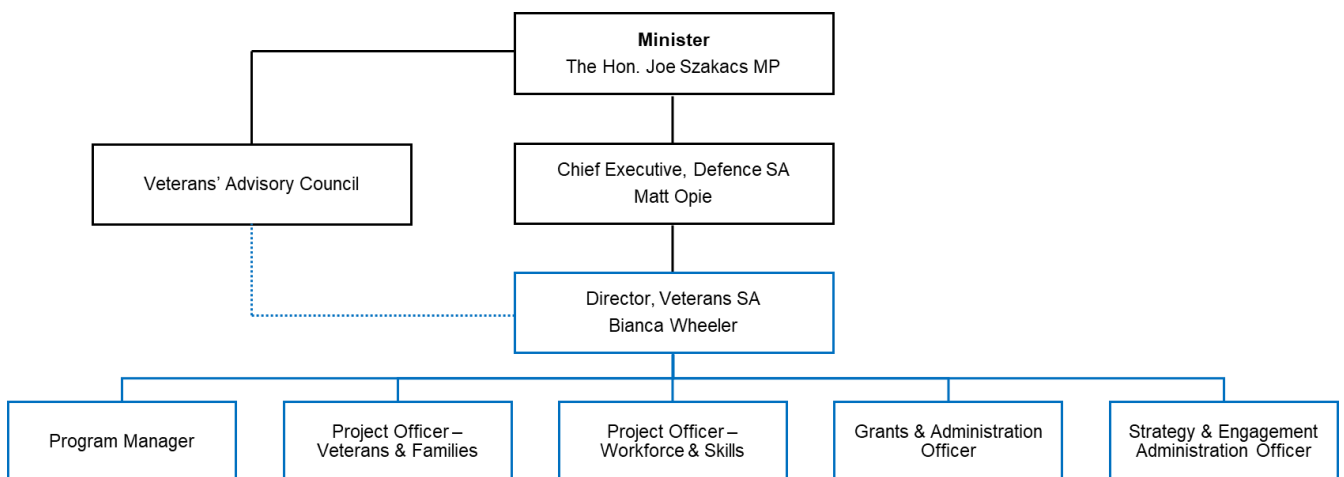 Minister
The Hon. Joe Szakacs MP
Veterans’ Advisory Council
Chief Executive, Defence SA
Matt Opie
Director, Veterans SA
Bianca Wheeler
Program Manager
Project Officer –
Veterans & Families
Project Officer –
Workforce & Skills
Grants & Administration
Officer
Strategy & Engagement
Administration Officer